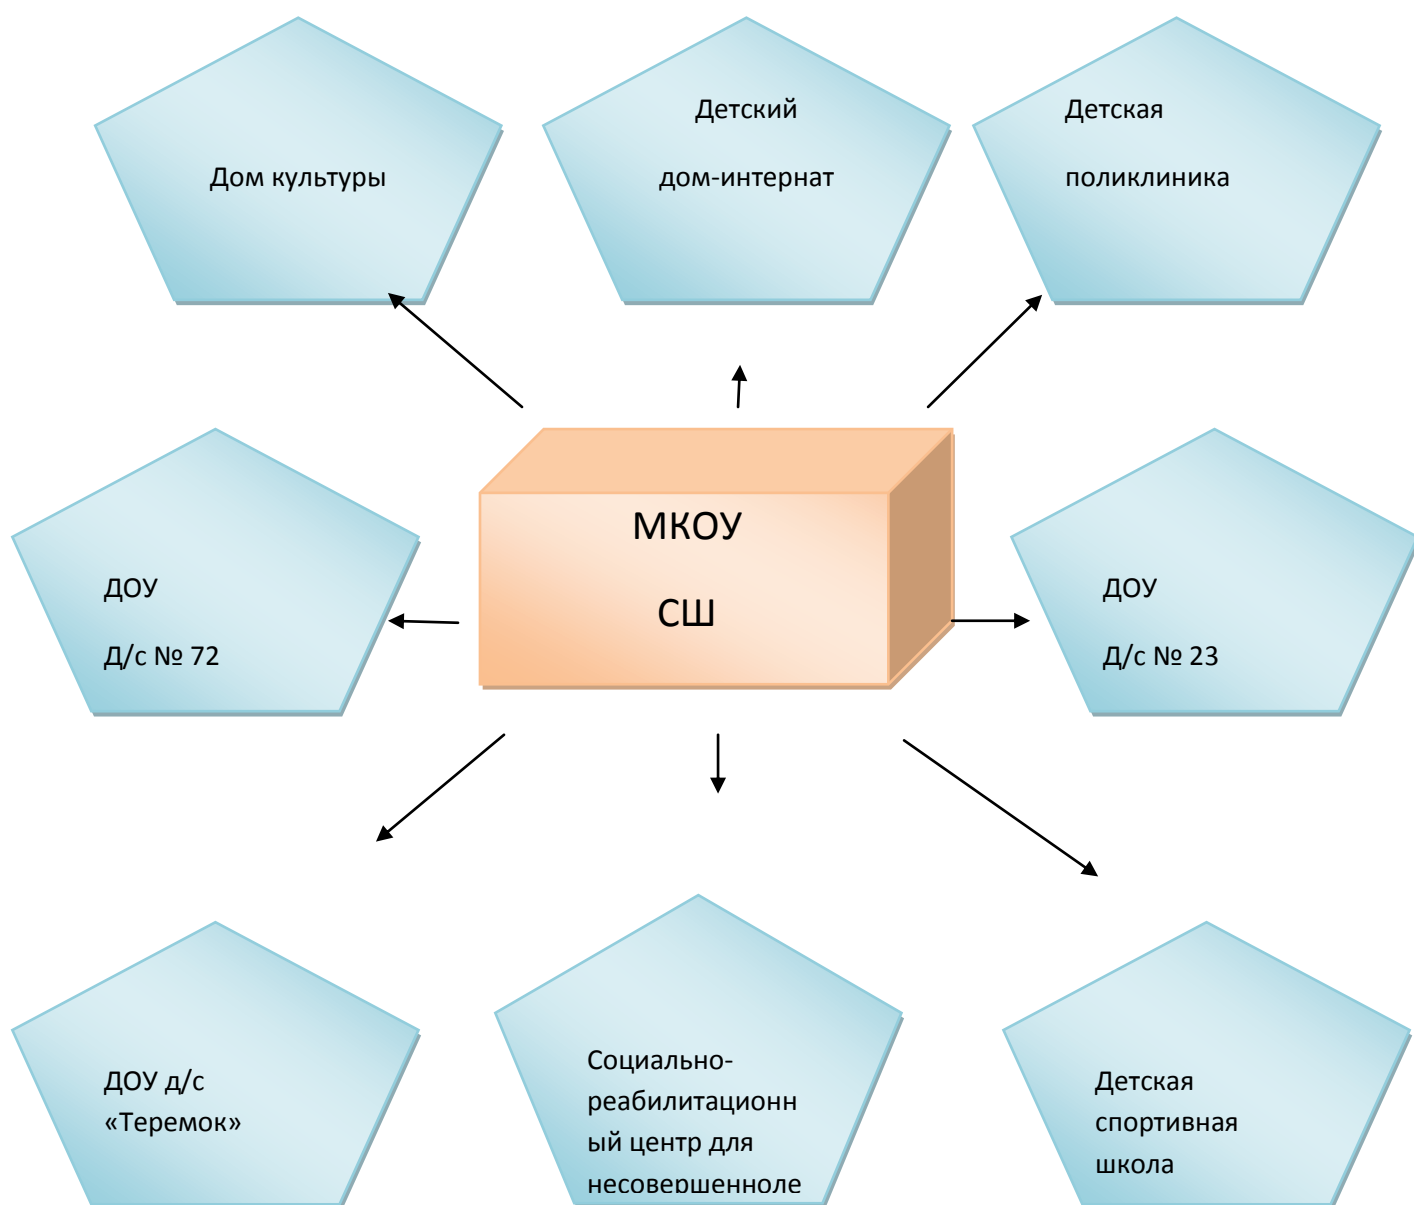 Дом культуры
Детский
дом-интернат
Детская
поликлиника
МКОУ
СШ
ДОУ
Д/с № 72
ДОУ
Д/с № 23
ДОУ д/с
«Теремок»
Социально-
реабилитационн
ый центр для
несовершенноле
Детская
спортивная
школа